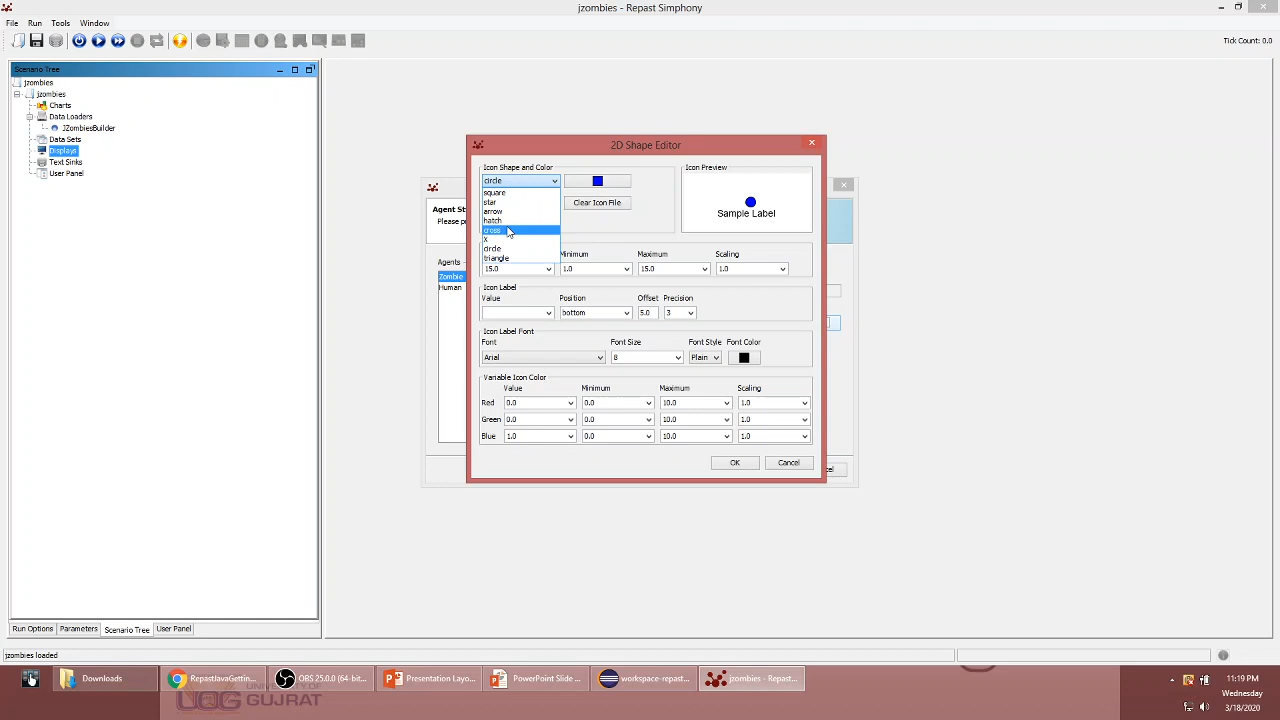 jzombies - Repast Simphony
File Run Tools Window
Tick Count: 0.0
Scenario Tree
jzombies
jzombies
Charts
Data Loaders
JZombiesBuilder
Data Sets
Displays
Text Sinks
User Panel
Agent St
Please pr
Agents
Zombie
Human
2D Shape Editor
Icon Shape and Color
circle
square
star
arrow
hatch
cross
X
circle
triangle
Clear Icon File
Icon Preview
Sample Label
Minimum Maximum Scaling
15.0 1.0 15.0 1.0
Icon Label
Value Position Offset Precision
bottom 5.0 3
Icon Label Font
Font Font Size Font Style Font Color
Arial 8 Plain
Variable Icon Color
Value Minimum Maximum Scaling
Red 0.0 0.0 10.0 1.0
Green 0.0 0.0 10.0 1.0
Blue 1.0 0.0 10.0 1.0
OK Cancel
Run Options Parameters Scenario Tree User Panel
jzombies loaded
Downloads
RepastJavaGettin...
OBS 25.0.0 (64-bit...
Presentation Layo...
PowerPoint Slide ...
workspace-repast...
jzombies - Repast...
UNIVERSITY OF
GUJRAT
11:19 PM
Wednesday
3/18/2020